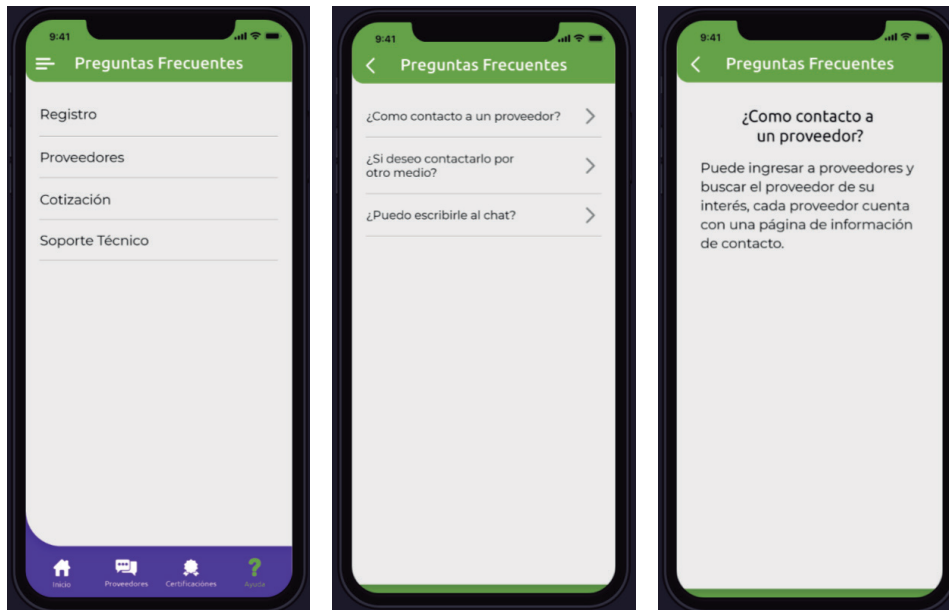 9:41
Preguntas Frecuentes
Registro
Proveedores
Cotización
Soporte Técnico
Inicio
Proveedores
Certificaciónes
Ayuda
9:41
Preguntas Frecuentes
¿Como contacto a un proveedor?
¿Si deseo contactarlo por
otro medio?
¿Puedo escribirle al chat?
9:41
Preguntas Frecuentes
¿Como contacto a
un proveedor?
Puede ingresar a proveedores y
buscar el proveedor de su
interés, cada proveedor cuenta
con una página de información
de contacto.